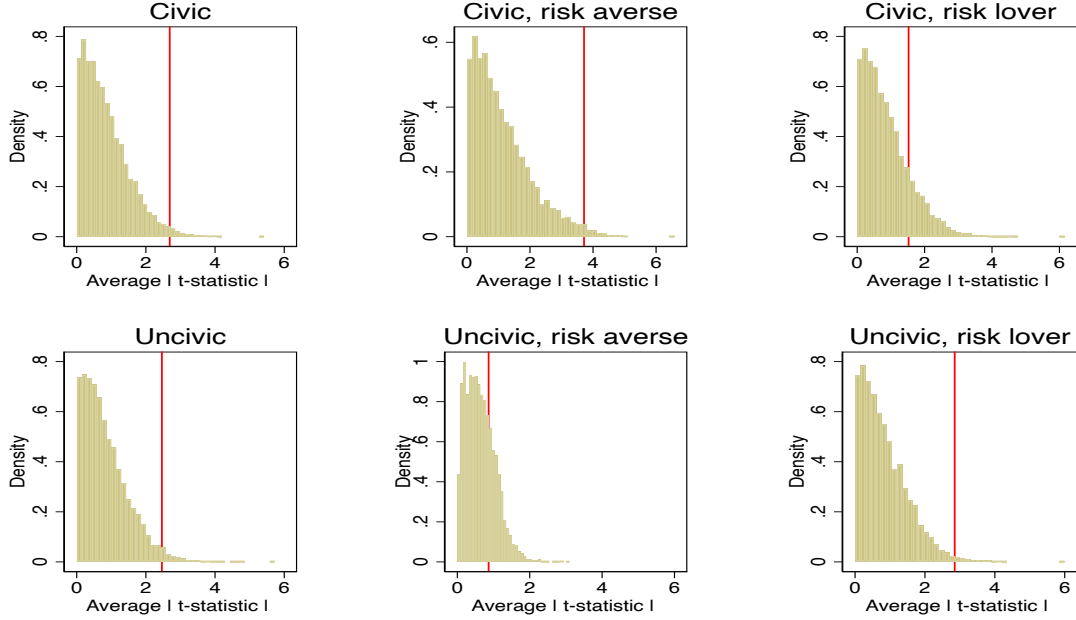 Civic
Density
0 .2 .4 .6 .8
0 2 4 6
Average | t-statistic |
Civic, risk averse
Density
0 .2 .4 .6
0 2 4 6
Average | t-statistic |
Civic, risk lover
Density
0 .2 .4 .6 .8
0 2 4 6
Average | t-statistic |
Uncivic
Density
0 .2 .4 .6 .8
0 2 4 6
Average | t-statistic |
Uncivic, risk averse
Density
0 .2 .4 .6 .8 1
0 2 4 6
Average | t-statistic |
Uncivic, risk lover
Density
0 .2 .4 .6 .8
0 2 4 6
Average | t-statistic |